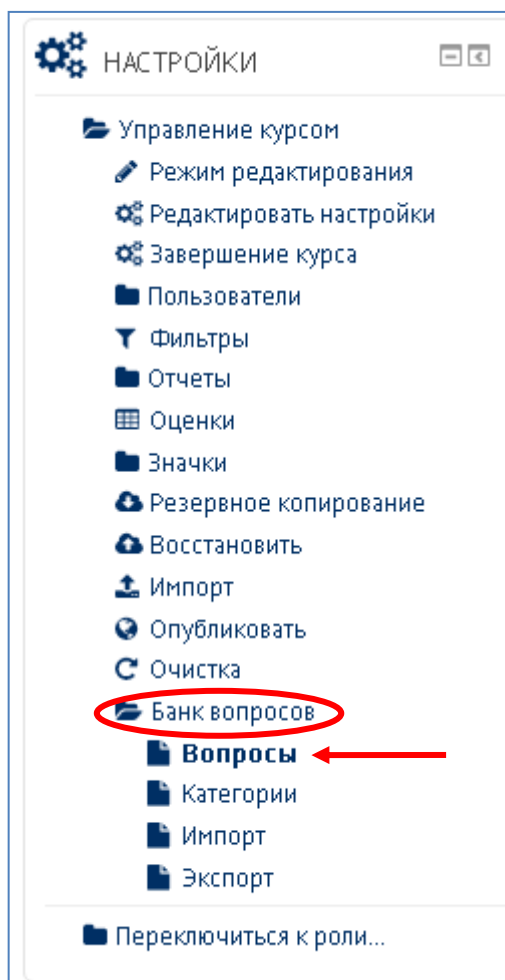 НАСТРОЙКИ
Управление курсом
Режим редактирования
Редактировать настройки
Завершение курса
Пользователи
Фильтры
Отчеты
Оценки
Значки
Резервное копирование
Восстановить
Импорт
Опубликовать
Очистка
Банк вопросов
Вопросы
Категории
Импорт
Экспорт
Переключиться к роли...